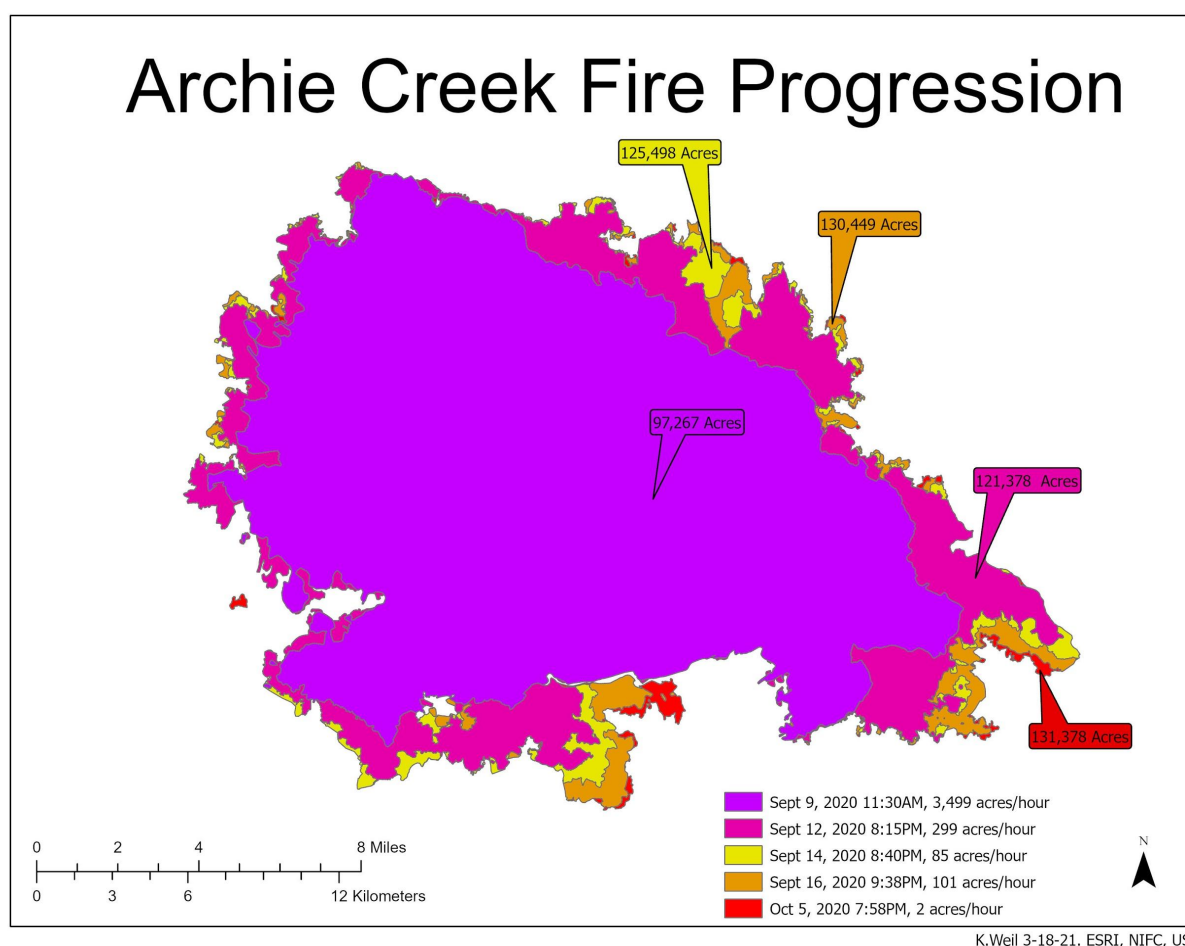 Archie Creek Fire Progression
125,498 Acres
130,449 Acres
97,267 Acres
121,378 Acres
131,378 Acres
Sept 9, 2020 11:30AM, 3,499 acres/hour
Sept 12, 2020 8:15PM, 299 acres/hour
Sept 14, 2020 8:40PM, 85 acres/hour
Sept 16, 2020 9:38PM, 101 acres/hour
Oct 5, 2020 7:58PM, 2 acres/hour
0 2 4 8 Miles
0 3 6 12 Kilometers
N
K.Weil 3-18-21. ESRI, NIFC,